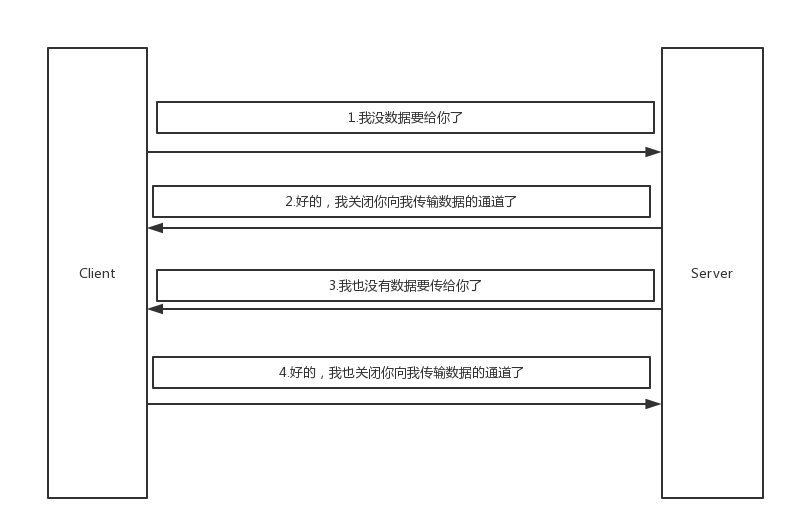 1.我没数据要给你了
2.好的，我关闭你向我传输数据的通道了
Client
Server
3.我也没有数据要传给你了
4.好的，我也关闭你向我传输数据的通道了